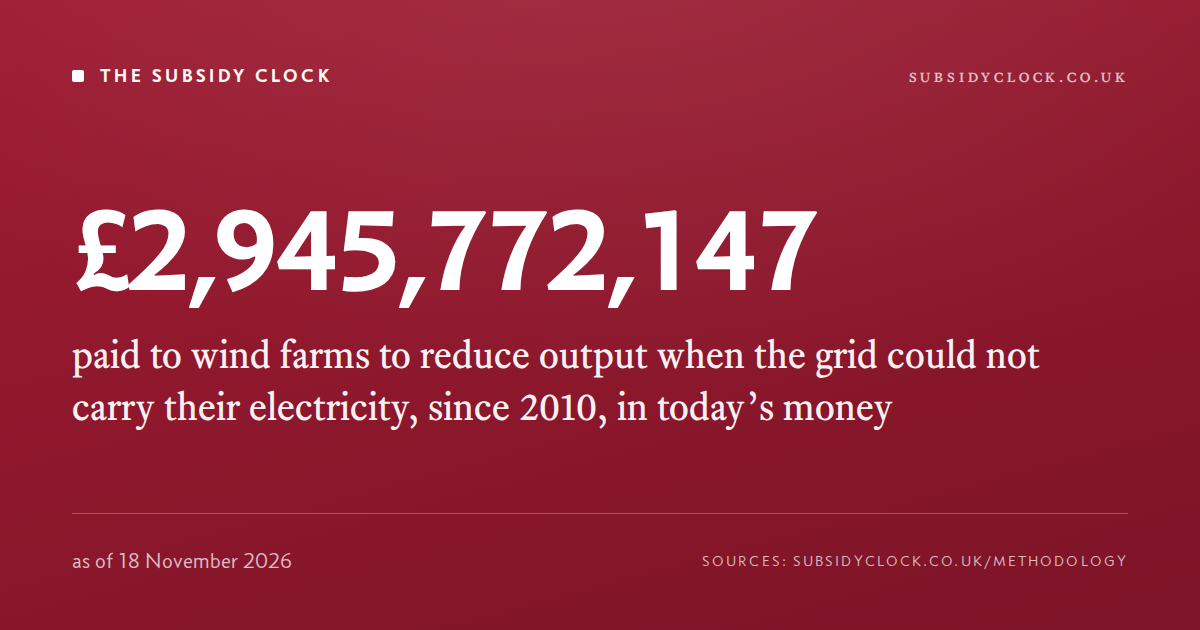 THE SUBSIDY CLOCK
SUBSIDYCLOCK.CO.UK
£2,945,772,147
paid to wind farms to reduce output when the grid could not
carry their electricity, since 2010, in today’s money
as of 18 November 2026
SOURCES: SUBSIDYCLOCK.CO.UK/METHODOLOGY